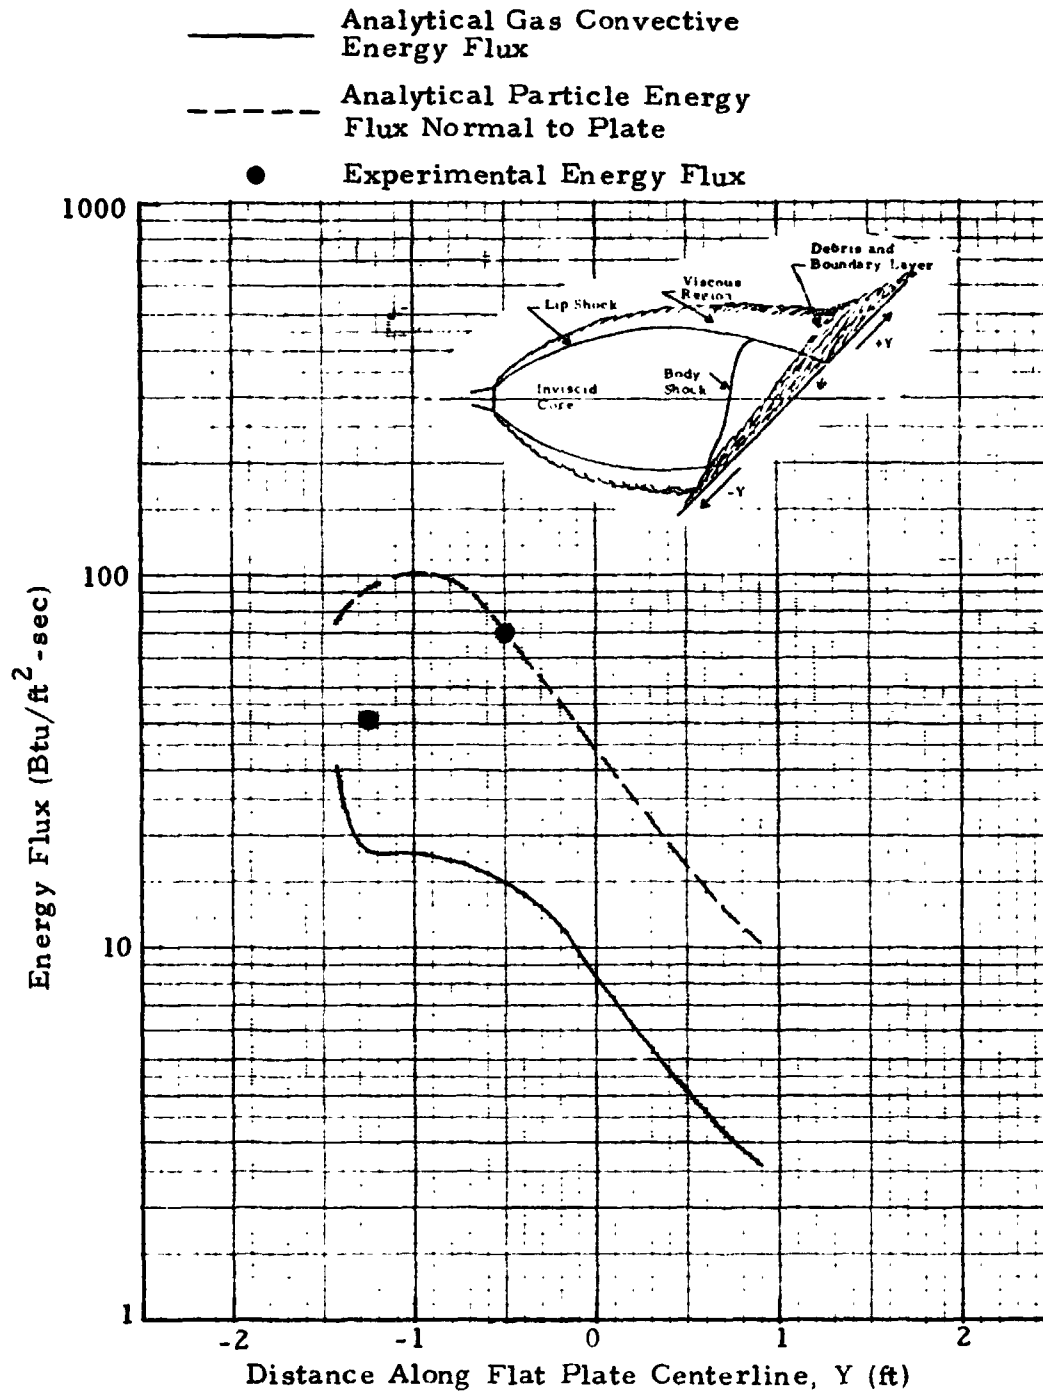 Analytical Gas Convective
Energy Flux
Analytical Particle Energy
Flux Normal to Plate
Experimental Energy Flux
1000
100
10
1
Energy Flux (Btu/ft²-sec)
Debris and
Boundary Layer
Viscous
Region
Lip Shock
Body
Shock
Inviscid
Core
+Y
-Y
-2
-1
0
1
2
Distance Along Flat Plate Centerline, Y (ft)